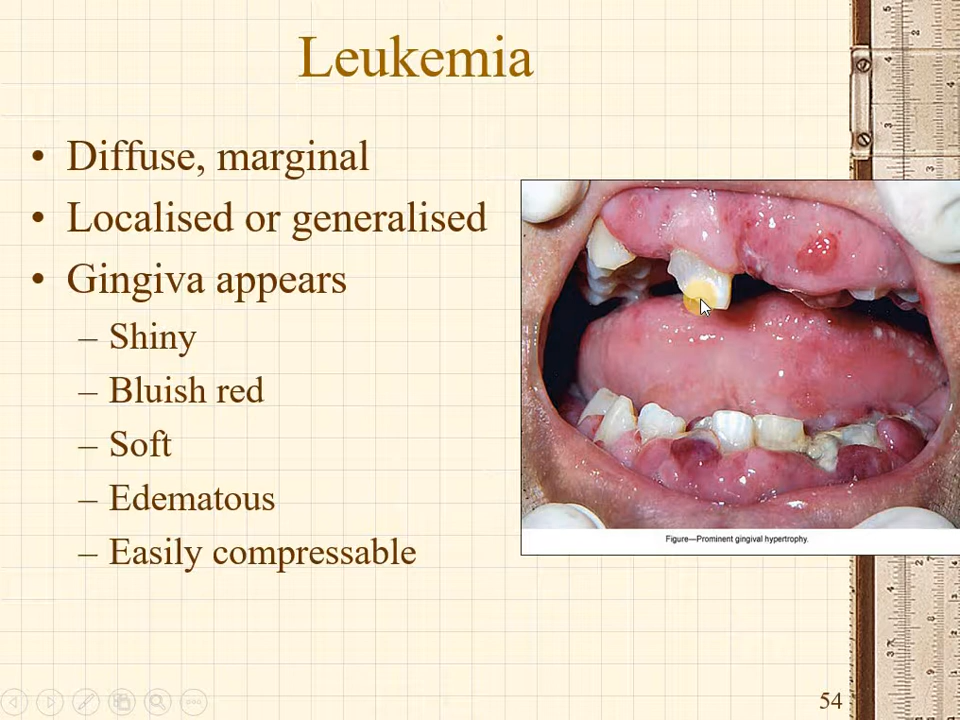 Leukemia
• Diffuse, marginal
• Localised or generalised
• Gingiva appears
– Shiny
– Bluish red
– Soft
– Edematous
– Easily compressable
Figure—Prominent gingival hypertrophy.
54